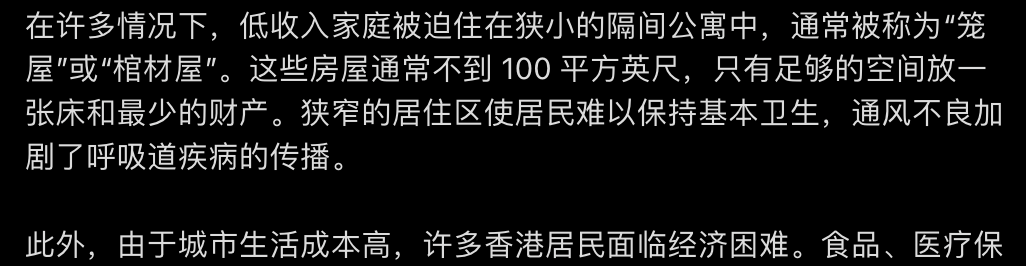 在许多情况下，低收入家庭被迫住在狭小的隔间公寓中，通常被称为“笼
屋”或“棺材屋”。这些房屋通常不到 100 平方英尺，只有足够的空间放一
张床和最少的财产。狭窄的居住区使居民难以保持基本卫生，通风不良加
剧了呼吸道疾病的传播。
此外，由于城市生活成本高，许多香港居民面临经济困难。食品、医疗保